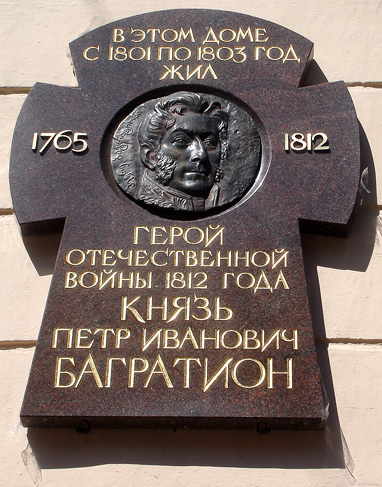 В ЭТОМ ДОМЕ
С 1801 ПО 1803 ГОД
ЖИЛ
1765 1812
ГЕРОЙ
ОТЕЧЕСТВЕННОЙ
ВОЙНЫ 1812 ГОДА
КНЯЗЬ
ПЕТР ИВАНОВИЧ
БАГРАТИОН